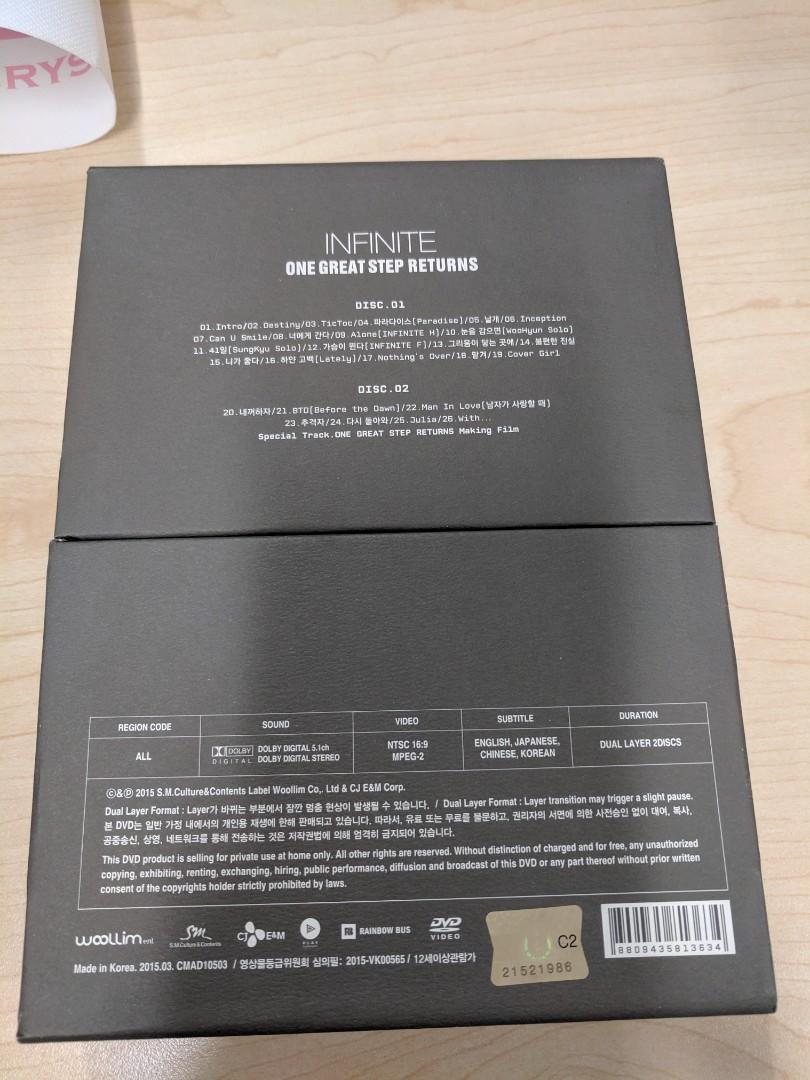 RYS
INFINITE
ONE GREAT STEP RETURNS
DISC.01
01.Intro/02.Destiny/03.TicToc/04.파라다이스[Paradise]/05.날개/06.Inception
07.Can U Smile/08.너에게 간다/09.Alone[INFINITE H]/10.눈을 감으면[WooHyun Solo]
11.41일[SungKyu Solo]/12.가슴이 뛴다[INFINITE F]/13.그리움이 닿는 곳에/14.불편한 진실
15.나가 좋다/16.하얀 고백[Lately]/17.Nothing's Over/18.맡겨/19.Cover Girl
DISC.02
20.내꺼하자/21.BTD[Before the Dawn]/22.Man In Love[남자가 사랑할 때]
23.추격자/24.다시 돌아와/25.Julia/26.With...
Special Track.ONE GREAT STEP RETURNS Making Film
REGION CODE SOUND VIDEO SUBTITLE DURATION
ALL DOLBY DIGITAL DOLBY DIGITAL 5.1ch DOLBY DIGITAL STEREO NTSC 16:9 MPEG-2 ENGLISH, JAPANESE, CHINESE, KOREAN DUAL LAYER 2DISCS
ⓒ&ⓟ 2015 S.M.Culture&Contents Label Woollim Co,. Ltd & CJ E&M Corp.
Dual Layer Format : Layer가 바뀌는 부분에서 잠깐 멈춤 현상이 발생될 수 있습니다. / Dual Layer Format : Layer transition may trigger a slight pause.
본 DVD는 일반 가정 내에서의 개인용 재생에 한해 판매되고 있습니다. 따라서, 유료 또는 무료를 불문하고, 권리자의 서면에 의한 사전승인 없이 대여, 복사,
공중송신, 상영, 네트워크를 통해 전송하는 것은 저작권법에 의해 엄격히 금지되어 있습니다.
This DVD product is selling for private use at home only. All other rights are reserved. Without distinction of charged and for free, any unauthorized
copying, exhibiting, renting, exchanging, hiring, public performance, diffusion and broadcast of this DVD or any part thereof without prior written
consent of the copyrights holder strictly prohibited by laws.
woollim ent. SM S.M.Culture & Contents CJ E&M PLAY RAINBOW BUS DVD VIDEO
C2
21521986
8809435813634
Made in Korea. 2015.03. CMAD10503 / 영상물등급위원회 심의필: 2015-VK00565 / 12세이상관람가